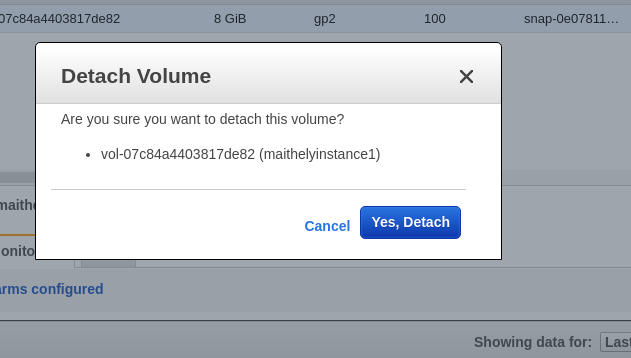 07c84a4403817de82 8 GiB gp2 100 snap-0e07811…
Detach Volume
Are you sure you want to detach this volume?
• vol-07c84a4403817de82 (maithelyinstance1)
Cancel Yes, Detach
maithe
onito
arms configured
Showing data for: Las